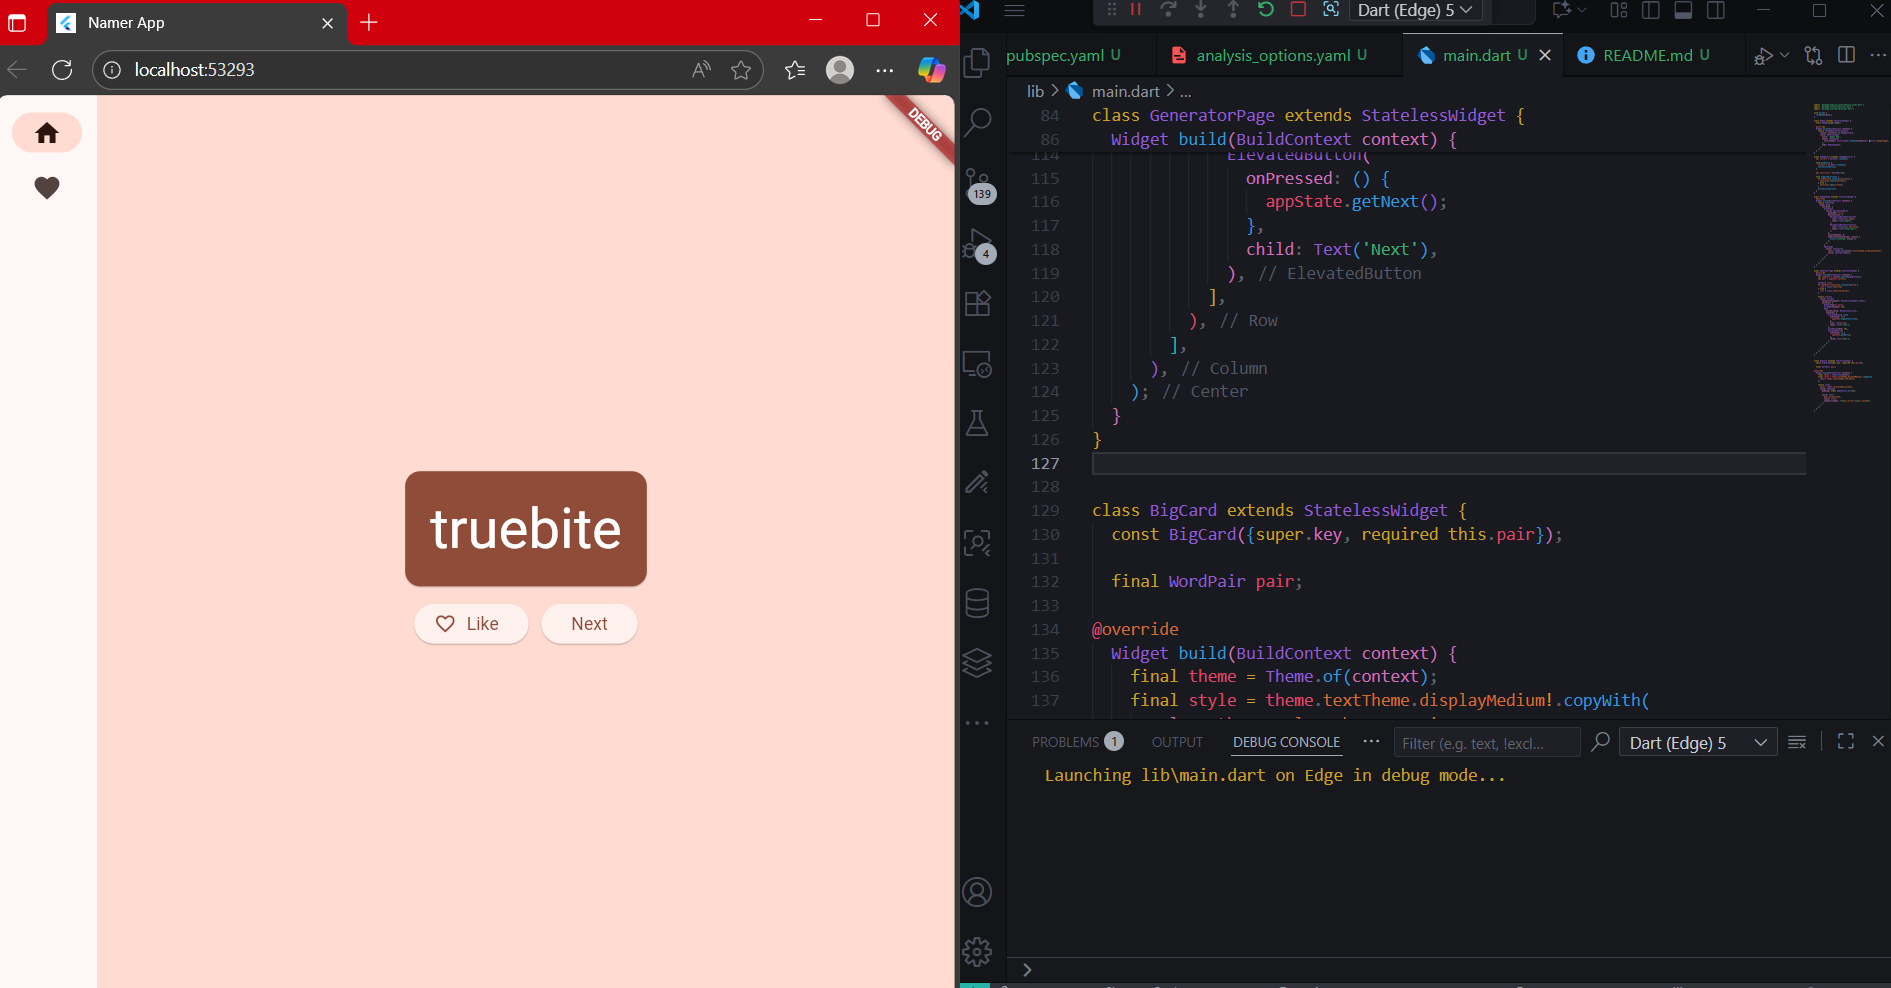 Namer App
localhost:53293
DEBUG
truebite
Like
Next
Dart (Edge) 5
pubspec.yaml U
analysis_options.yaml U
main.dart U
README.md U
lib > main.dart > ...
139
4
84 class GeneratorPage extends StatelessWidget {
86 Widget build(BuildContext context) {
114 ElevatedButton(
115 onPressed: () {
116 appState.getNext();
117 },
118 child: Text('Next'),
119 ), // ElevatedButton
120 ],
121 ), // Row
122 ],
123 ), // Column
124 ); // Center
125 }
126 }
127
128
129 class BigCard extends StatelessWidget {
130 const BigCard({super.key, required this.pair});
131
132 final WordPair pair;
133
134 @override
135 Widget build(BuildContext context) {
136 final theme = Theme.of(context);
137 final style = theme.textTheme.displayMedium!.copyWith(
PROBLEMS 1
OUTPUT
DEBUG CONSOLE
Filter (e.g. text, !excl...
Dart (Edge) 5
Launching lib\main.dart on Edge in debug mode...